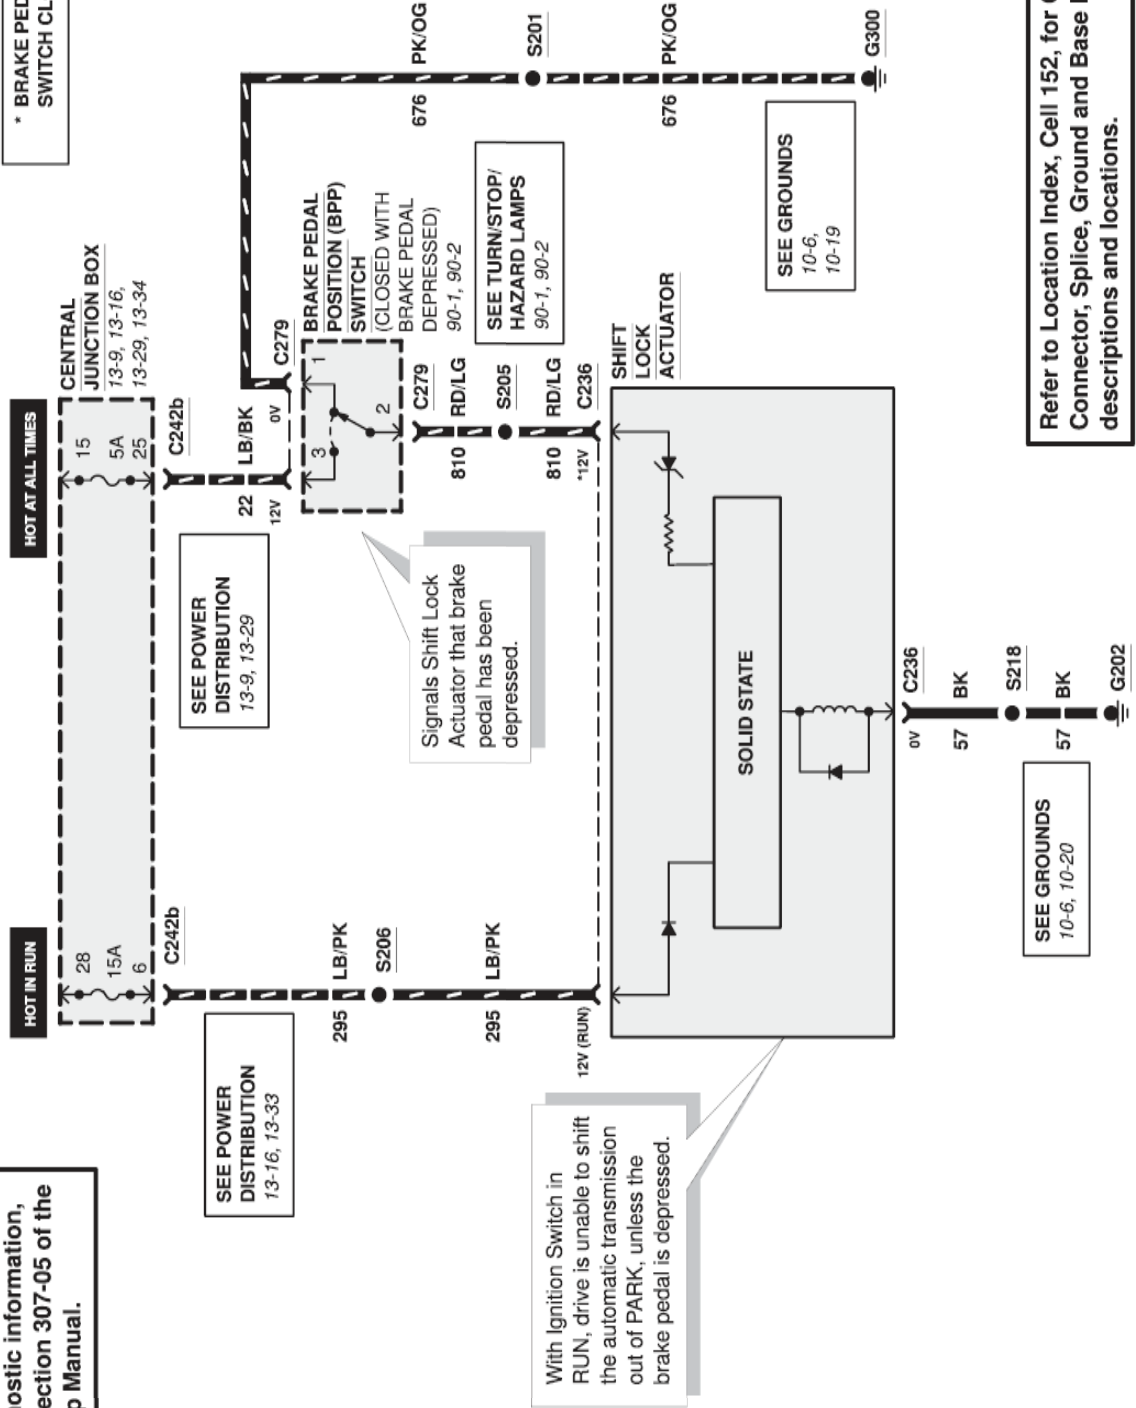 nostic information,
ection 307-05 of the
p Manual.
* BRAKE PED
SWITCH CL
HOT IN RUN
HOT AT ALL TIMES
28
15A
6
15
5A
25
CENTRAL
JUNCTION BOX
13-9, 13-16,
13-29, 13-34
C242b
C242b
SEE POWER
DISTRIBUTION
13-16, 13-33
SEE POWER
DISTRIBUTION
13-9, 13-29
22 LB/BK
12V
0V
C279
3
1
2
BRAKE PEDAL
POSITION (BPP)
SWITCH
(CLOSED WITH
BRAKE PEDAL
DEPRESSED)
90-1, 90-2
295 LB/PK
S206
295 LB/PK
Signals Shift Lock
Actuator that brake
pedal has been
depressed.
C279
810 RD/LG
S205
810 RD/LG
676 PK/OG
S201
676 PK/OG
G300
SEE TURN/STOP/
HAZARD LAMPS
90-1, 90-2
12V (RUN)
*12V
C236
With Ignition Switch in
RUN, drive is unable to shift
the automatic transmission
out of PARK, unless the
brake pedal is depressed.
SHIFT
LOCK
ACTUATOR
SOLID STATE
SEE GROUNDS
10-6,
10-19
0V
C236
57 BK
S218
57 BK
G202
SEE GROUNDS
10-6, 10-20
Refer to Location Index, Cell 152, for
Connector, Splice, Ground and Base
descriptions and locations.